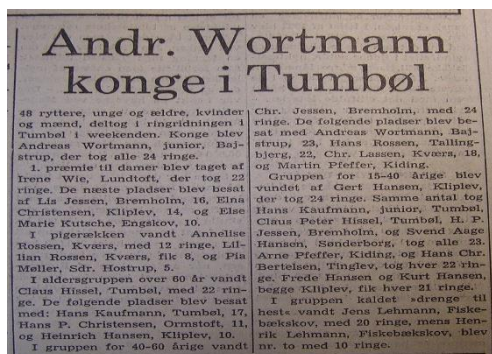 Andr. Wortmann
konge i Tumbøl
48 ryttere, unge og ældre, kvinder
og mænd, deltog i ringridningen i
Tumbøl i weekenden. Konge blev
Andreas Wortmann, junior, Baj-
strup, der tog alle 24 ringe.
1. præmie til damer blev taget af
Irene Wie, Lundtoft, der tog 22
ringe. De næste pladser blev besat
af Lis Jessen, Bremholm, 16, Elna
Christensen, Kliplev, 14, og Else
Marie Kutsche, Engskov, 10.
I pigerækken vandt Annelise
Rossen, Kværs, med 12 ringe, Lil-
lian Rossen, Kværs, fik 8, og Pia
Møller, Sdr. Hostrup, 5.
I aldersgruppen over 60 år vandt
Claus Hissel, Tumbøl, med 22 rin-
ge. De følgende pladser blev besat
med: Hans Kaufmann, Tumbøl, 17,
Hans P. Christensen, Ormstoft, 11,
og Heinrich Hansen, Kliplev, 10.
I gruppen for 40-60 årige vandt
Chr. Jessen, Bremholm, med 24
ringe. De følgende pladser blev be-
sat med Andreas Wortmann, Baj-
strup, 23, Hans Rossen, Talling-
bjerg, 22, Chr. Lassen, Kværs, 18,
og Martin Pfeffer, Kiding.
Gruppen for 15-40 årige blev
vundet af Gert Hansen, Kliplev,
der tog 24 ringe. Samme antal tog
Hans Kaufmann, junior, Tumbøl,
Claus Peter Hissel, Tumbøl, H. P.
Jessen, Bremholm, og Svend Aage
Hansen, Sønderborg, tog alle 23.
Arne Pfeffer, Kiding, og Hans Chr.
Bertelsen, Tinglev, tog hver 22 rin-
ge. Frede Hansen og Kurt Hansen,
begge Kliplev, fik hver 21 ringe.
I gruppen kaldet »drenge til
hest« vandt Jens Lehmann, Fiske-
bækskov, med 20 ringe, mens Hen-
rik Lehmann, Fiskebækskov, blev
nr. to med 10 ringe.